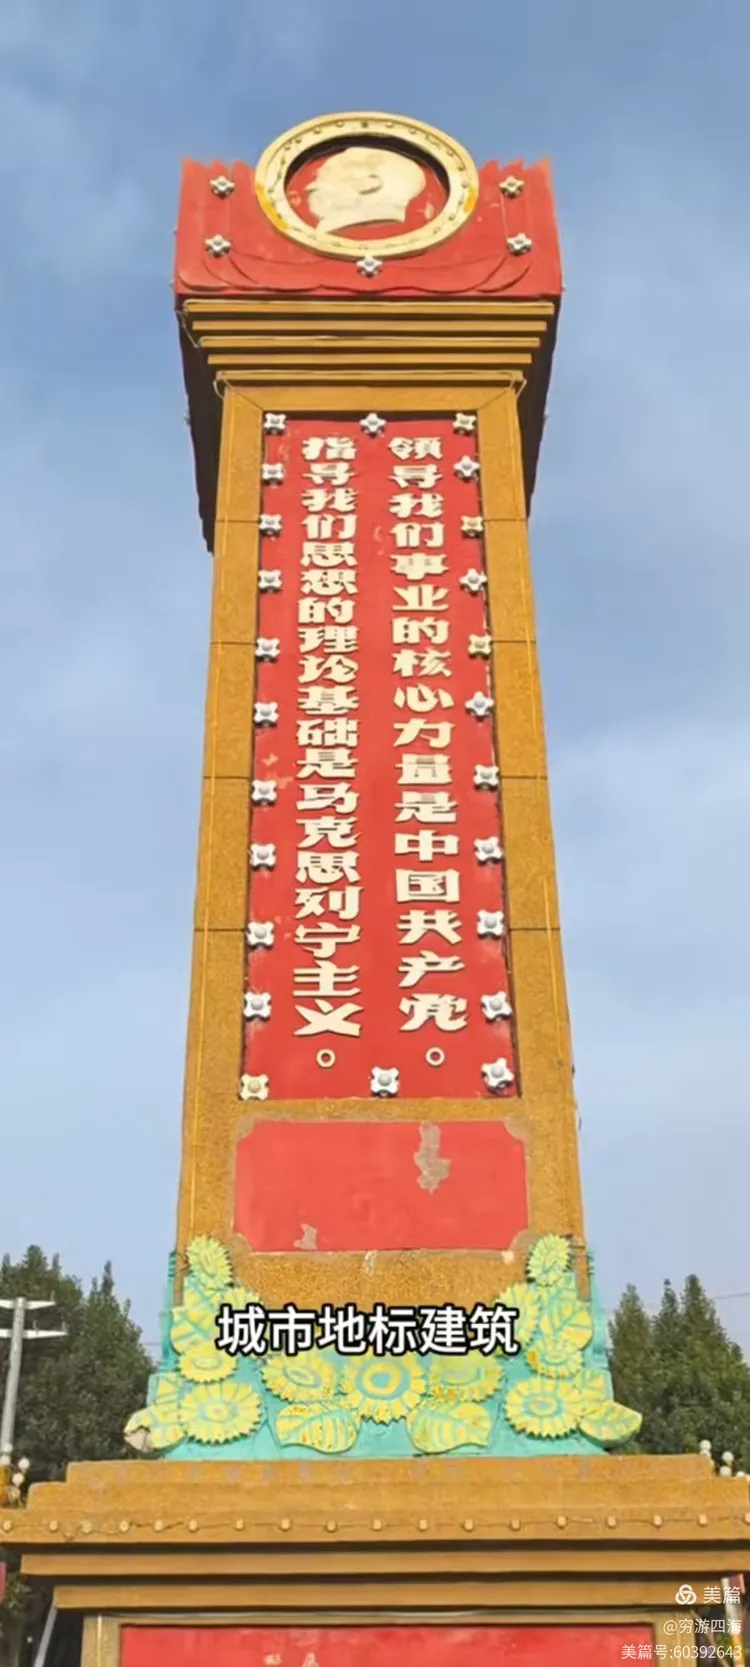 领导我们事业的核心力量是中国共产党。
指导我们思想的理论基础是马克思列宁主义。
城市地标建筑
美篇
@穷游四海
美篇号:60392643